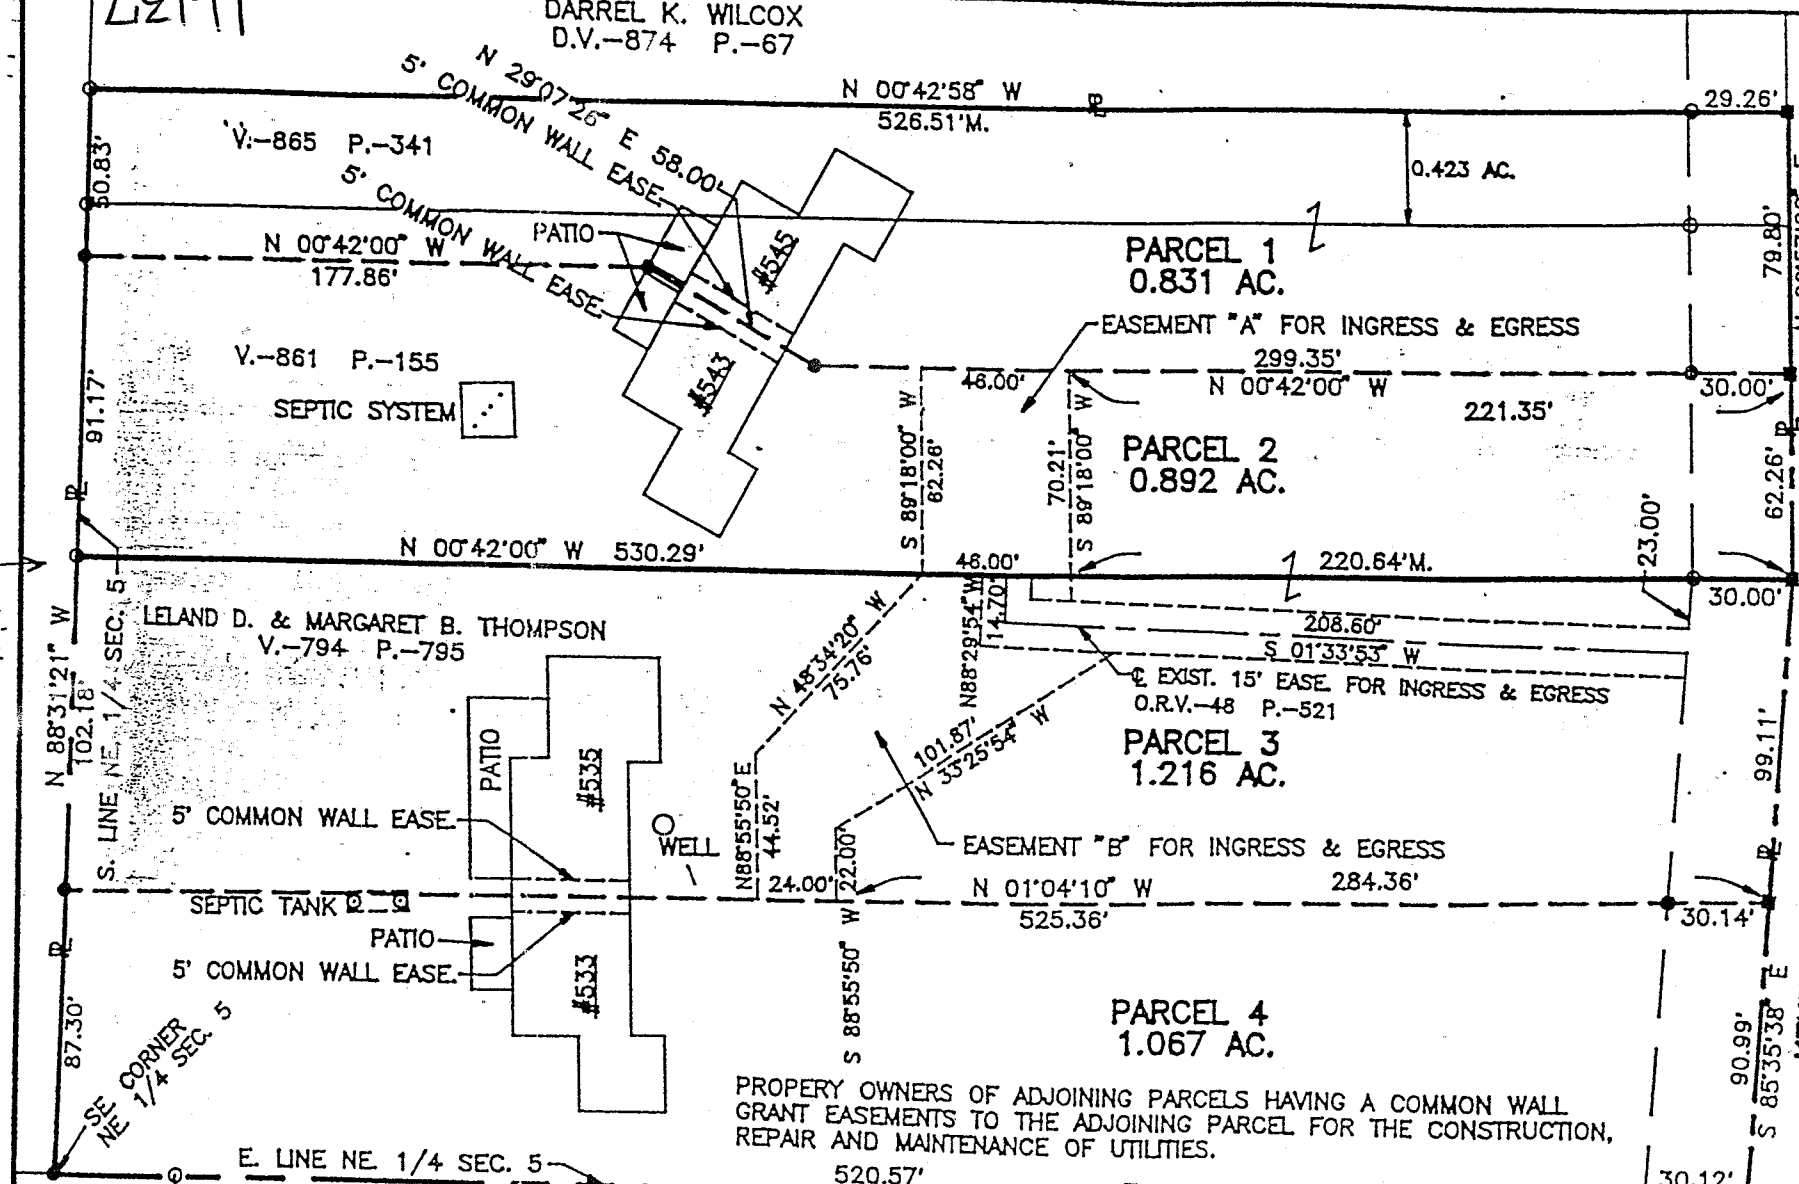 DARREL K. WILCOX
D.V.-874 P.-67
N 29°07'26" E 58.00'
5' COMMON WALL EASE.
N 00°42'58" W
526.51'M.
29.26'
V.-865 P.-341
50.83'
5' COMMON WALL EASE.
0.423 AC.
PATIO
N 00°42'00" W
177.86'
#545
PARCEL 1
0.831 AC.
79.80'
EASEMENT "A" FOR INGRESS & EGRESS
299.35'
N 00°42'00" W
46.00'
221.35'
30.00'
V.-861 P.-155
SEPTIC SYSTEM
91.17'
#543
S 89°18'00" W
62.26'
70.21'
S 89°18'00" W
PARCEL 2
0.892 AC.
62.26'
23.00'
N 00°42'00" W 530.29'
46.00'
220.64'M.
30.00'
LELAND D. & MARGARET B. THOMPSON
V.-794 P.-795
N 88°31'21" W
102.18'
S. LINE NE. 1/4 SEC. 5
N 48°34'20" W
75.76'
N88°29'54"W
14.70'
208.60'
S 01°33'53" W
℄ EXIST. 15' EASE. FOR INGRESS & EGRESS
O.R.V.-48 P.-521
101.87'
N 33°25'54" W
PARCEL 3
1.216 AC.
99.11'
PATIO
#535
5' COMMON WALL EASE.
WELL
N88°55'50"E
44.52'
EASEMENT "B" FOR INGRESS & EGRESS
24.00'
22.00'
S 88°55'50" W
N 01°04'10" W
284.36'
525.36'
30.14'
SEPTIC TANK
PATIO
5' COMMON WALL EASE.
#533
87.30'
SE. CORNER
NE 1/4 SEC. 5
PARCEL 4
1.067 AC.
90.99'
S 85°35'38" E
PROPERY OWNERS OF ADJOINING PARCELS HAVING A COMMON WALL
GRANT EASEMENTS TO THE ADJOINING PARCEL FOR THE CONSTRUCTION,
REPAIR AND MAINTENANCE OF UTILITIES.
E. LINE NE. 1/4 SEC. 5
520.57'
30.12'